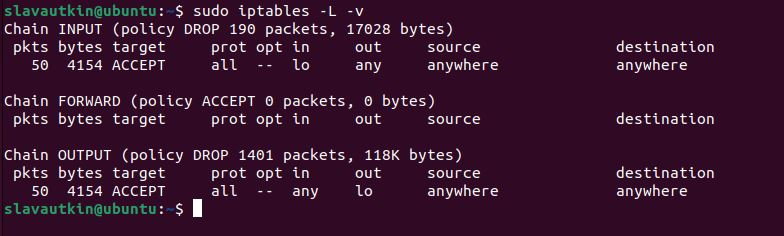 slavautkin@ubuntu:~$ sudo iptables -L -v
Chain INPUT (policy DROP 190 packets, 17028 bytes)
 pkts bytes target     prot opt in     out     source               destination
   50  4154 ACCEPT     all  --  lo     any     anywhere             anywhere

Chain FORWARD (policy ACCEPT 0 packets, 0 bytes)
 pkts bytes target     prot opt in     out     source               destination

Chain OUTPUT (policy DROP 1401 packets, 118K bytes)
 pkts bytes target     prot opt in     out     source               destination
   50  4154 ACCEPT     all  --  any    lo      anywhere             anywhere
slavautkin@ubuntu:~$